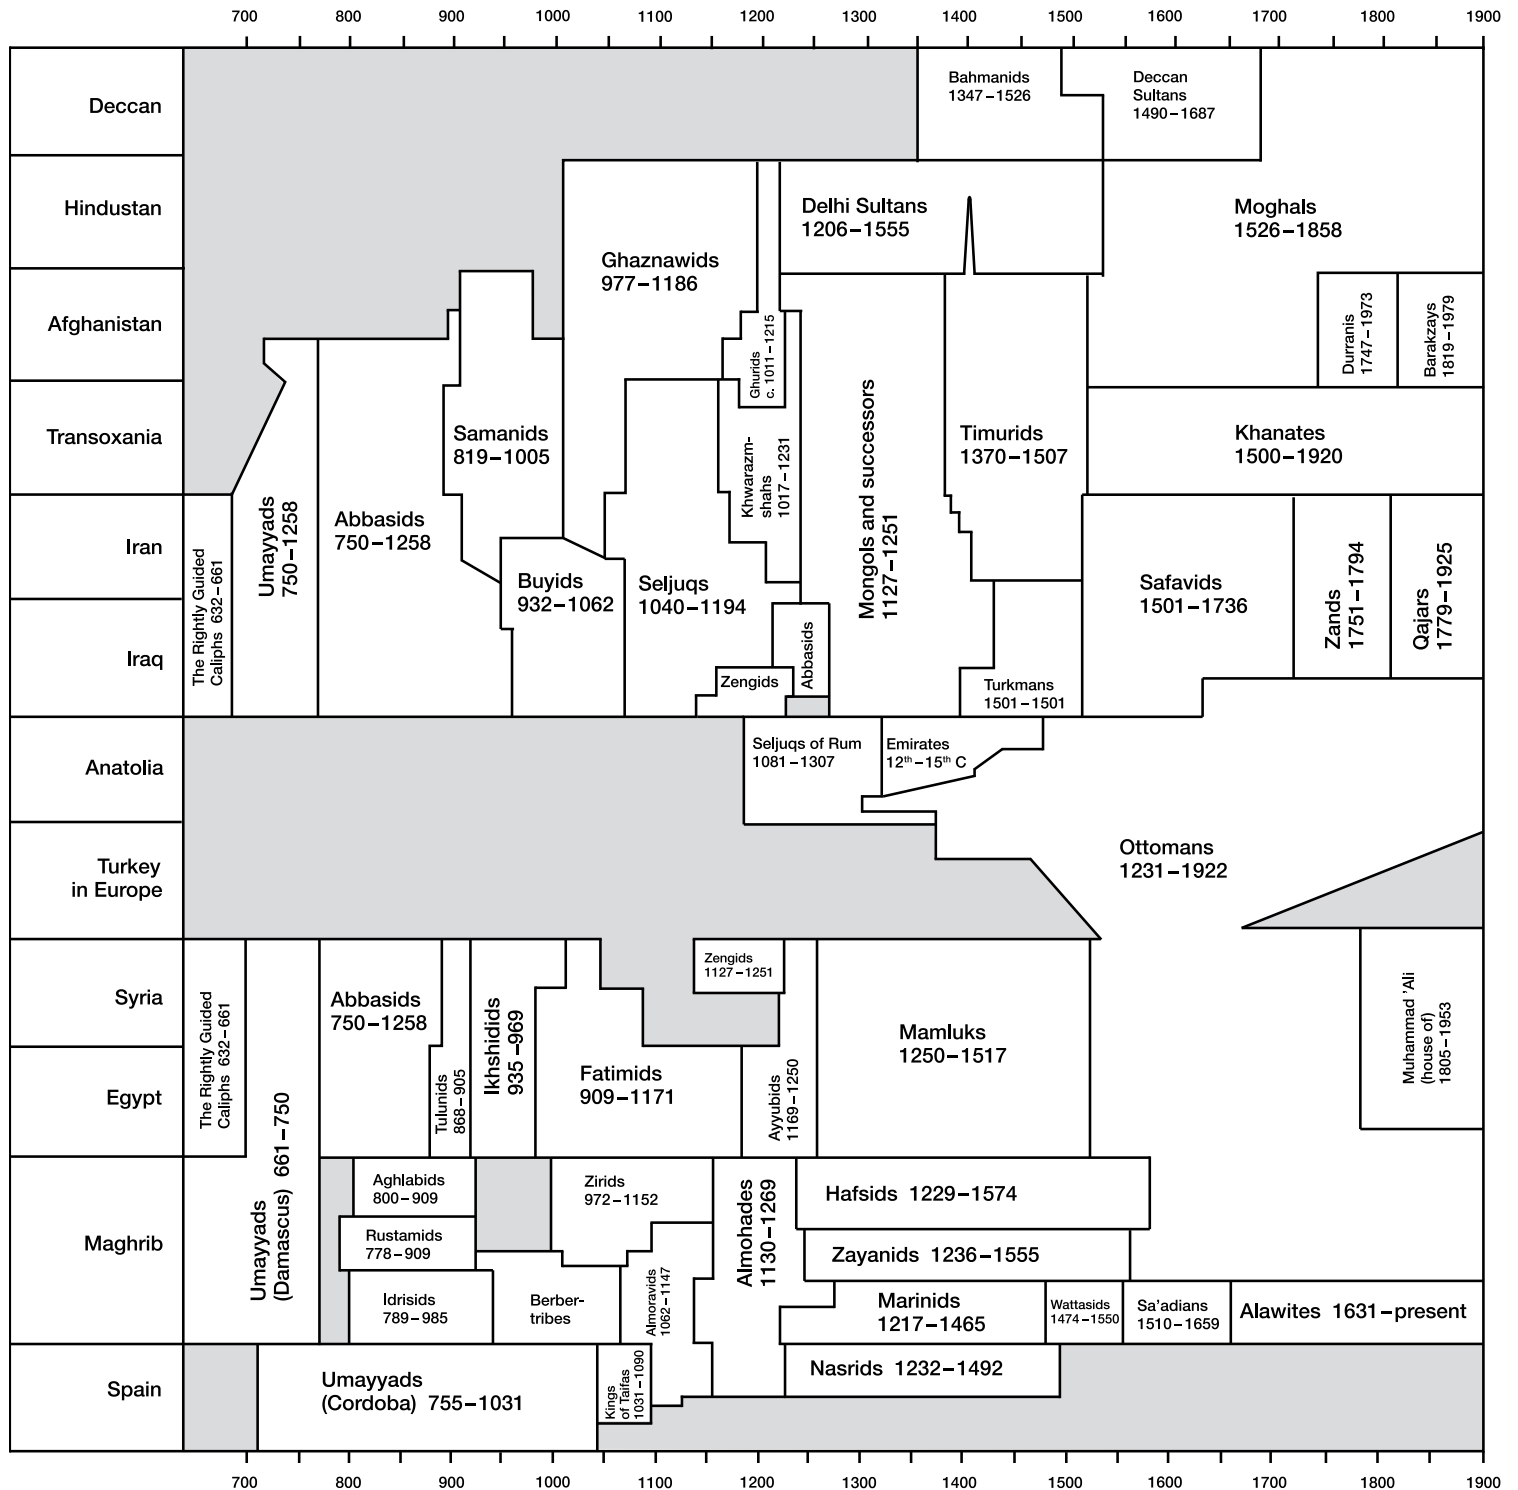 700 800 900 1000 1100 1200 1300 1400 1500 1600 1700 1800 1900
Deccan
Bahmanids
1347–1526
Deccan
Sultans
1490–1687
Hindustan
Ghaznawids
977–1186
Delhi Sultans
1206–1555
Moghals
1526–1858
Afghanistan
Ghurids
c. 1011–1215
Durranis
1747–1973
Barakzays
1819–1979
Transoxania
Samanids
819–1005
Khwarazm-
shahs
1017–1231
Mongols and successors
1127–1251
Timurids
1370–1507
Khanates
1500–1920
Iran
The Rightly Guided
Caliphs 632–661
Umayyads
750–1258
Abbasids
750–1258
Buyids
932–1062
Seljuqs
1040–1194
Safavids
1501–1736
Zands
1751–1794
Qajars
1779–1925
Iraq
Zengids
Abbasids
Turkmans
1501–1501
Anatolia
Seljuqs of Rum
1081–1307
Emirates
12th–15th C
Turkey
in Europe
Ottomans
1231–1922
Syria
The Rightly Guided
Caliphs 632–661
Abbasids
750–1258
Ikhshidids
935–969
Zengids
1127–1251
Mamluks
1250–1517
Muhammad ’Ali
(house of)
1805–1953
Egypt
Tulunids
868–905
Fatimids
909–1171
Ayyubids
1169–1250
Maghrib
Umayyads
(Damascus) 661–750
Aghlabids
800–909
Rustamids
778–909
Idrisids
789–985
Zirids
972–1152
Berber-
tribes
Almoravids
1062–1147
Almohades
1130–1269
Hafsids 1229–1574
Zayanids 1236–1555
Marinids
1217–1465
Wattasids
1474–1550
Sa’adians
1510–1659
Alawites 1631–present
Spain
Umayyads
(Cordoba) 755–1031
Kings
of Taifas
1031–1090
Nasrids 1232–1492
700 800 900 1000 1100 1200 1300 1400 1500 1600 1700 1800 1900